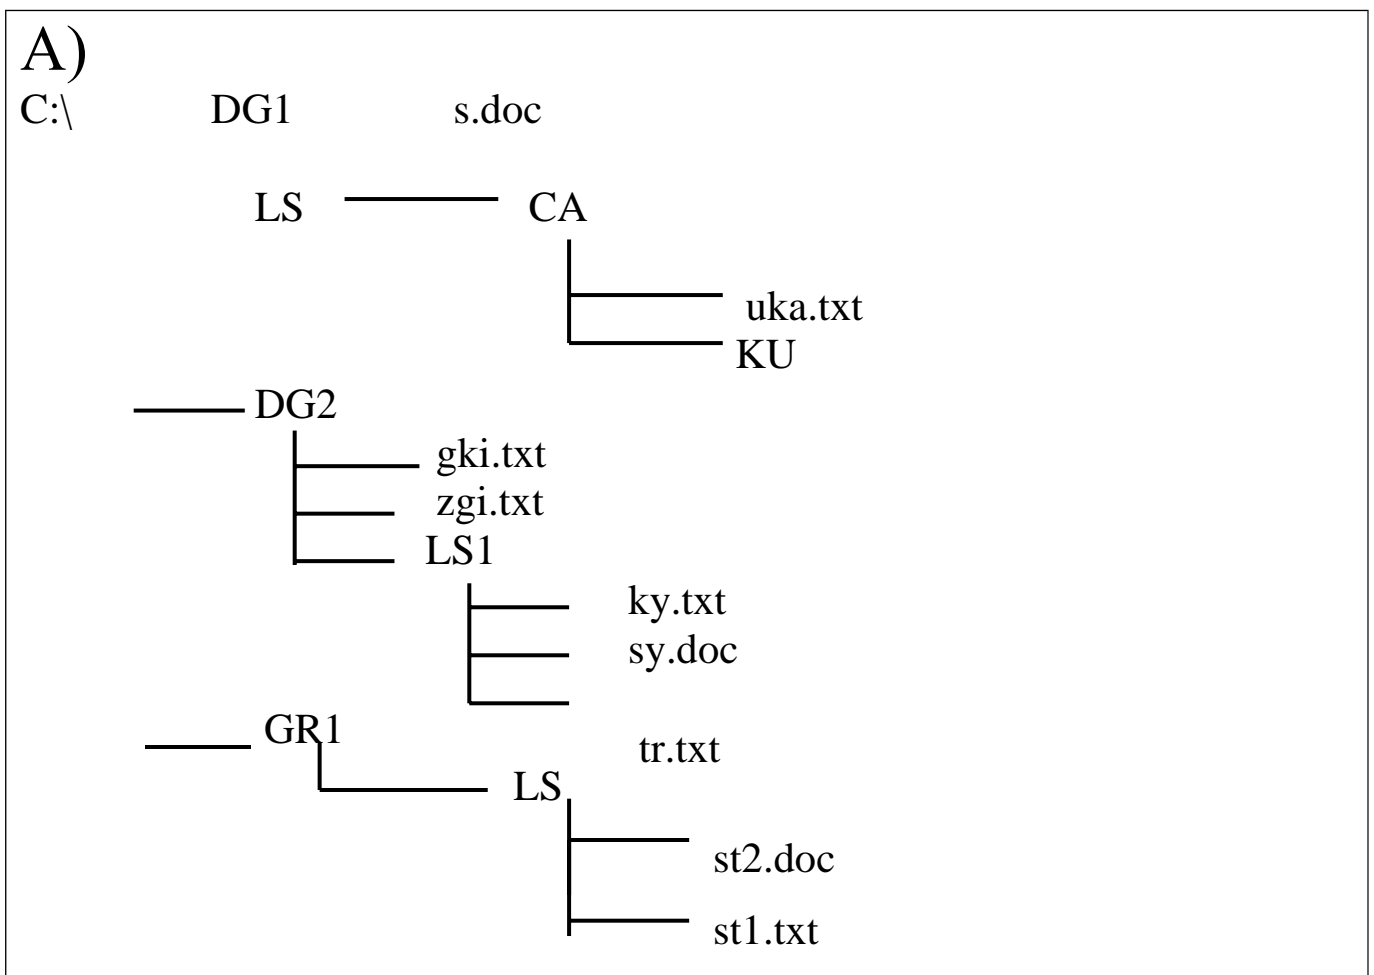 A)
C:\ DG1 s.doc
LS CA
uka.txt
KU
DG2
gki.txt
zgi.txt
LS1
ky.txt
sy.doc
GR1
tr.txt
LS
st2.doc
st1.txt